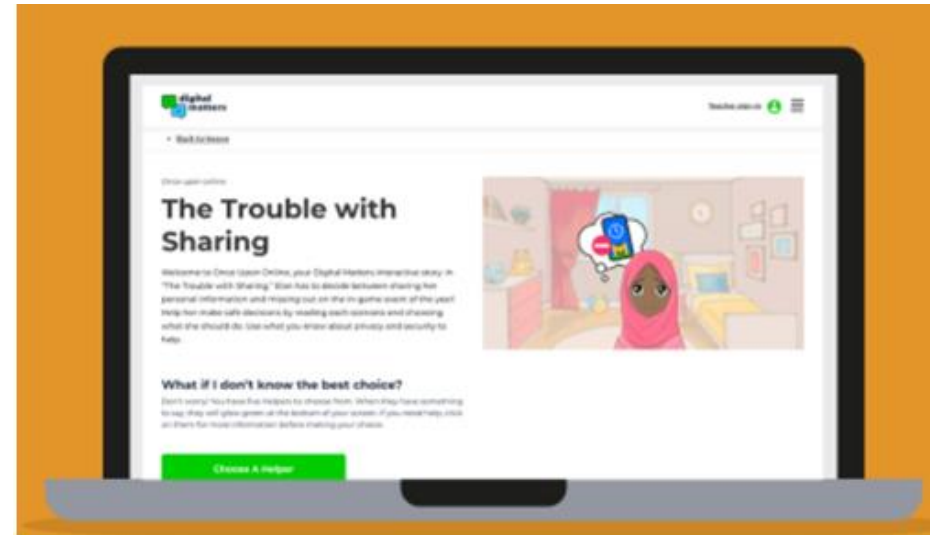 digital
matters
Teacher sign-in
Back to home
Once upon online
The Trouble with
Sharing
Welcome to Once Upon Online, your Digital Matters interactive story. In
"The Trouble with Sharing," has to decide between sharing her
personal information and missing out on the in-game event of the year!
Help her make safe decisions by reading each scenario and choosing
what she should do. Use what you know about privacy and security to
help.
What if I don't know the best choice?
Don't worry! You have five Helpers to choose from. When they have something
to say, they will glow green at the bottom of your screen. If you need help, click
on them for more information before making your choice.
Choose A Helper